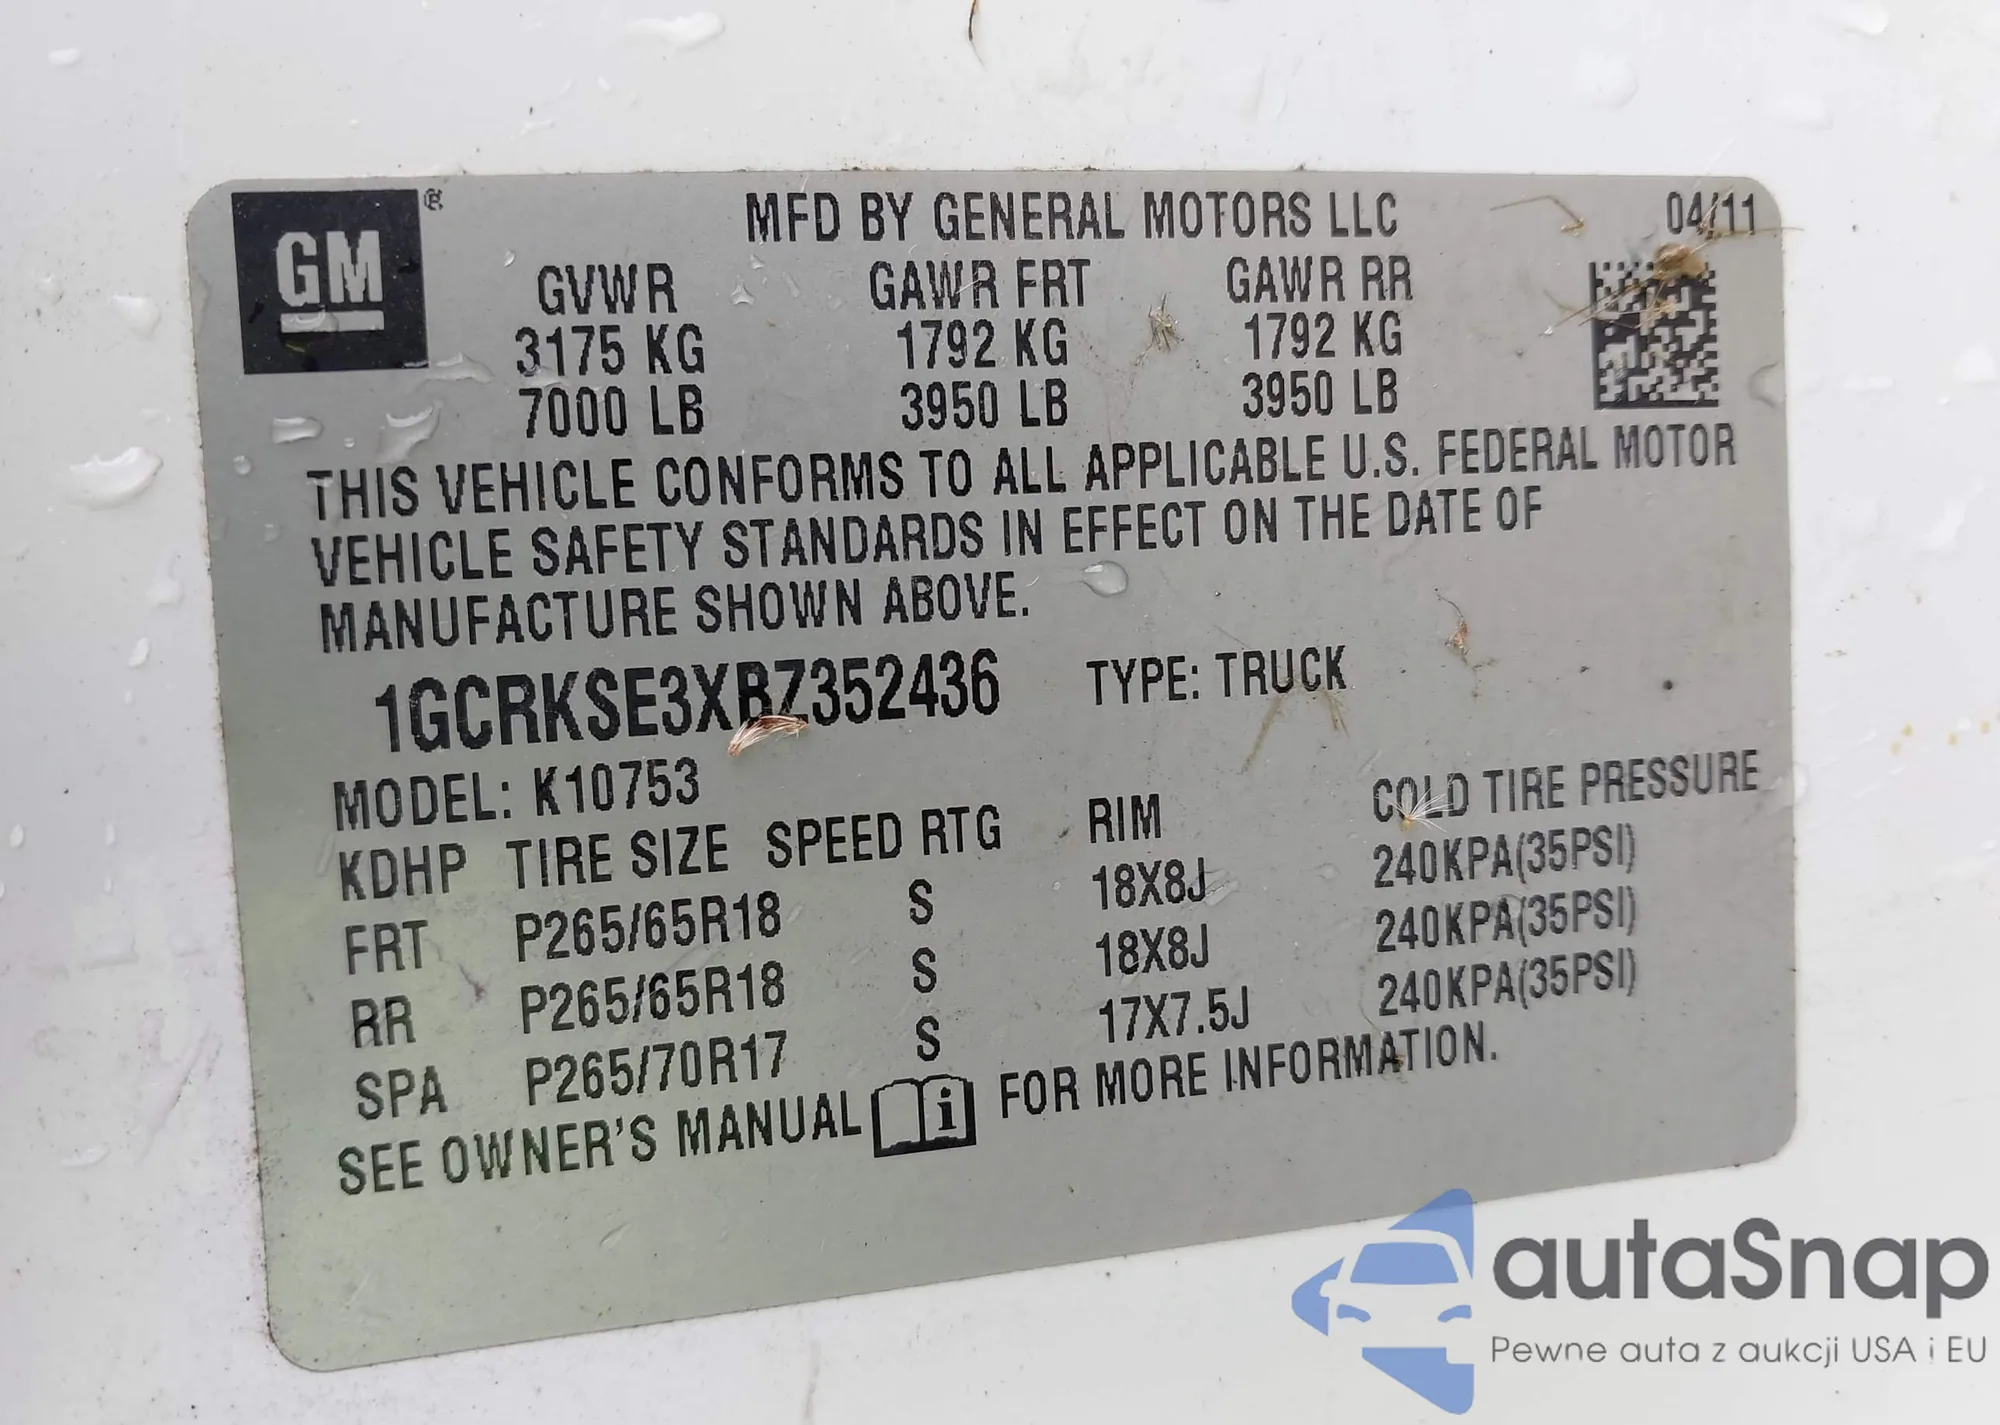 GM ® MFD BY GENERAL MOTORS LLC 04/11
GVWR GAWR FRT GAWR RR
3175 KG 1792 KG 1792 KG
7000 LB 3950 LB 3950 LB
THIS VEHICLE CONFORMS TO ALL APPLICABLE U.S. FEDERAL MOTOR
VEHICLE SAFETY STANDARDS IN EFFECT ON THE DATE OF
MANUFACTURE SHOWN ABOVE.
1GCRKSE3XBZ352436 TYPE: TRUCK
MODEL: K10753
KDHP TIRE SIZE SPEED RTG RIM COLD TIRE PRESSURE
FRT P265/65R18 S 18X8J 240KPA(35PSI)
RR P265/65R18 S 18X8J 240KPA(35PSI)
SPA P265/70R17 S 17X7.5J 240KPA(35PSI)
SEE OWNER'S MANUAL i FOR MORE INFORMATION.
autaSnap
Pewne auta z aukcji USA i EU